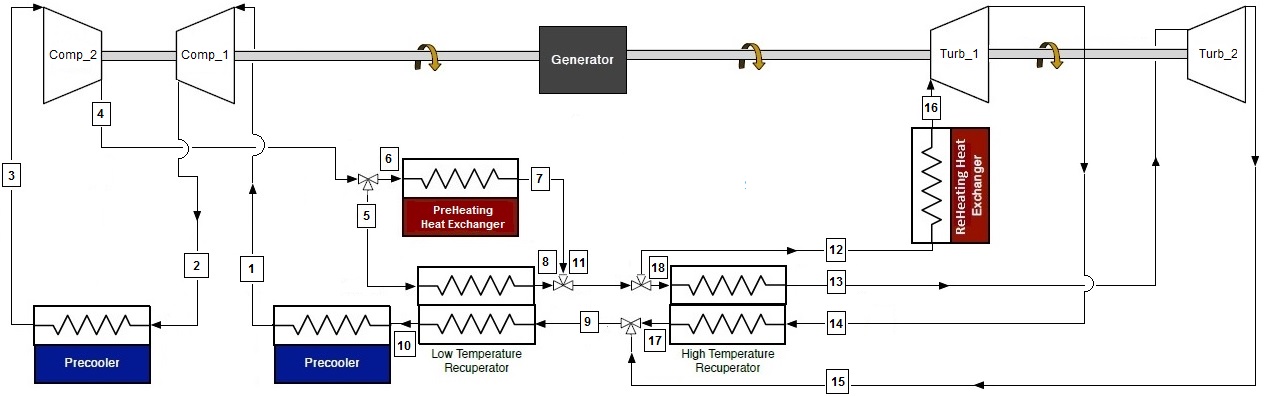 Comp_2
Comp_1
Generator
Turb_1
Turb_2
4
16
3
6
7
PreHeating
Heat Exchanger
ReHeating Heat
Exchanger
5
12
8
11
18
13
2
1
9
14
17
10
Precooler
Precooler
Low Temperature
Recuperator
High Temperature
Recuperator
15